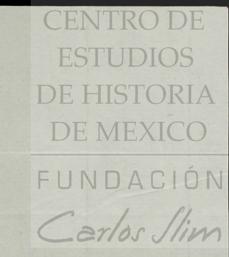 CENTRO DE
ESTUDIOS
DE HISTORIA
DE MEXICO
FUNDACIÓN
Carlos Slim